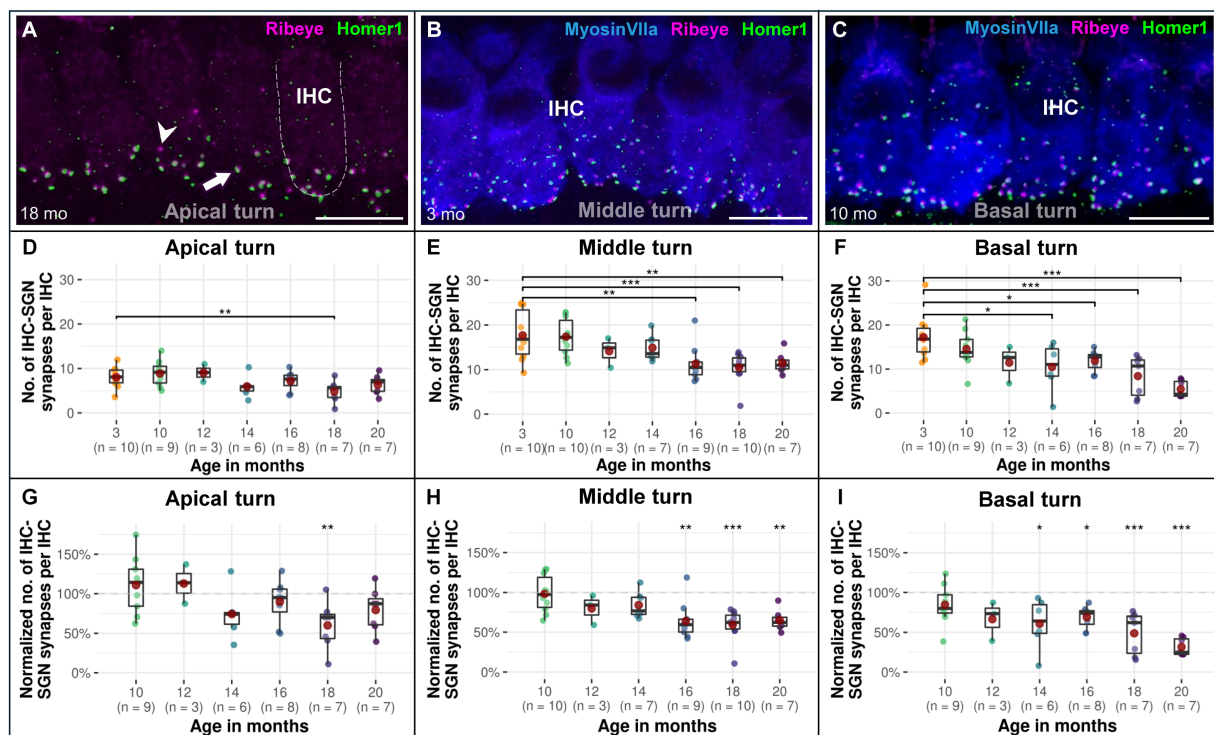 A
Ribeye Homer1
IHC
18 mo
Apical turn
B
MyosinVIIa Ribeye Homer1
IHC
3 mo
Middle turn
C
MyosinVIIa Ribeye Homer1
IHC
10 mo
Basal turn
D
Apical turn
No. of IHC-SGN
synapses per IHC
30
20
10
0
**
3 10 12 14 16 18 20
(n = 10) (n = 9) (n = 3) (n = 6) (n = 8) (n = 7) (n = 7)
Age in months
E
Middle turn
No. of IHC-SGN
synapses per IHC
30
20
10
0
**
***
**
3 10 12 14 16 18 20
(n = 10) (n = 10) (n = 3) (n = 7) (n = 9) (n = 10) (n = 7)
Age in months
F
Basal turn
No. of IHC-SGN
synapses per IHC
30
20
10
0
***
***
*
*
3 10 12 14 16 18 20
(n = 10) (n = 9) (n = 3) (n = 6) (n = 8) (n = 7) (n = 7)
Age in months
G
Apical turn
Normalized no. of IHC-
SGN synapses per IHC
150%
100%
50%
0%
**
10 12 14 16 18 20
(n = 9) (n = 3) (n = 6) (n = 8) (n = 7) (n = 7)
Age in months
H
Middle turn
Normalized no. of IHC-
SGN synapses per IHC
150%
100%
50%
0%
** *** **
10 12 14 16 18 20
(n = 10) (n = 3) (n = 7) (n = 9) (n = 10) (n = 7)
Age in months
I
Basal turn
Normalized no. of IHC-
SGN synapses per IHC
150%
100%
50%
0%
* * *** ***
10 12 14 16 18 20
(n = 9) (n = 3) (n = 6) (n = 8) (n = 7) (n = 7)
Age in months